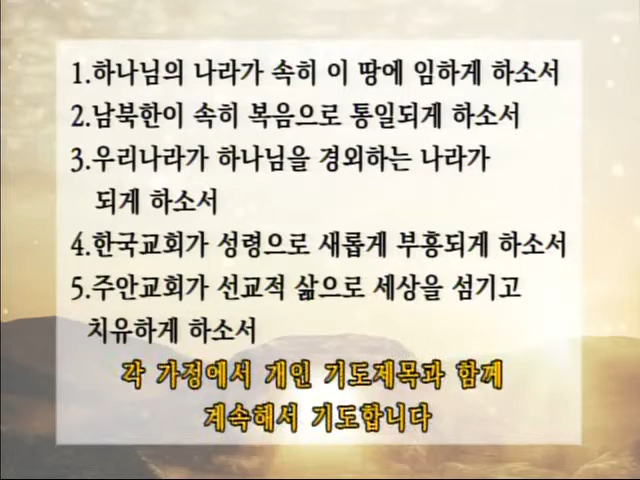 1.하나님의 나라가 속히 이 땅에 임하게 하소서
2.남북한이 속히 복음으로 통일되게 하소서
3.우리나라가 하나님을 경외하는 나라가
되게 하소서
4.한국교회가 성령으로 새롭게 부흥되게 하소서
5.주안교회가 선교적 삶으로 세상을 섬기고
치유하게 하소서
각 가정에서 개인 기도제목과 함께
계속해서 기도합니다